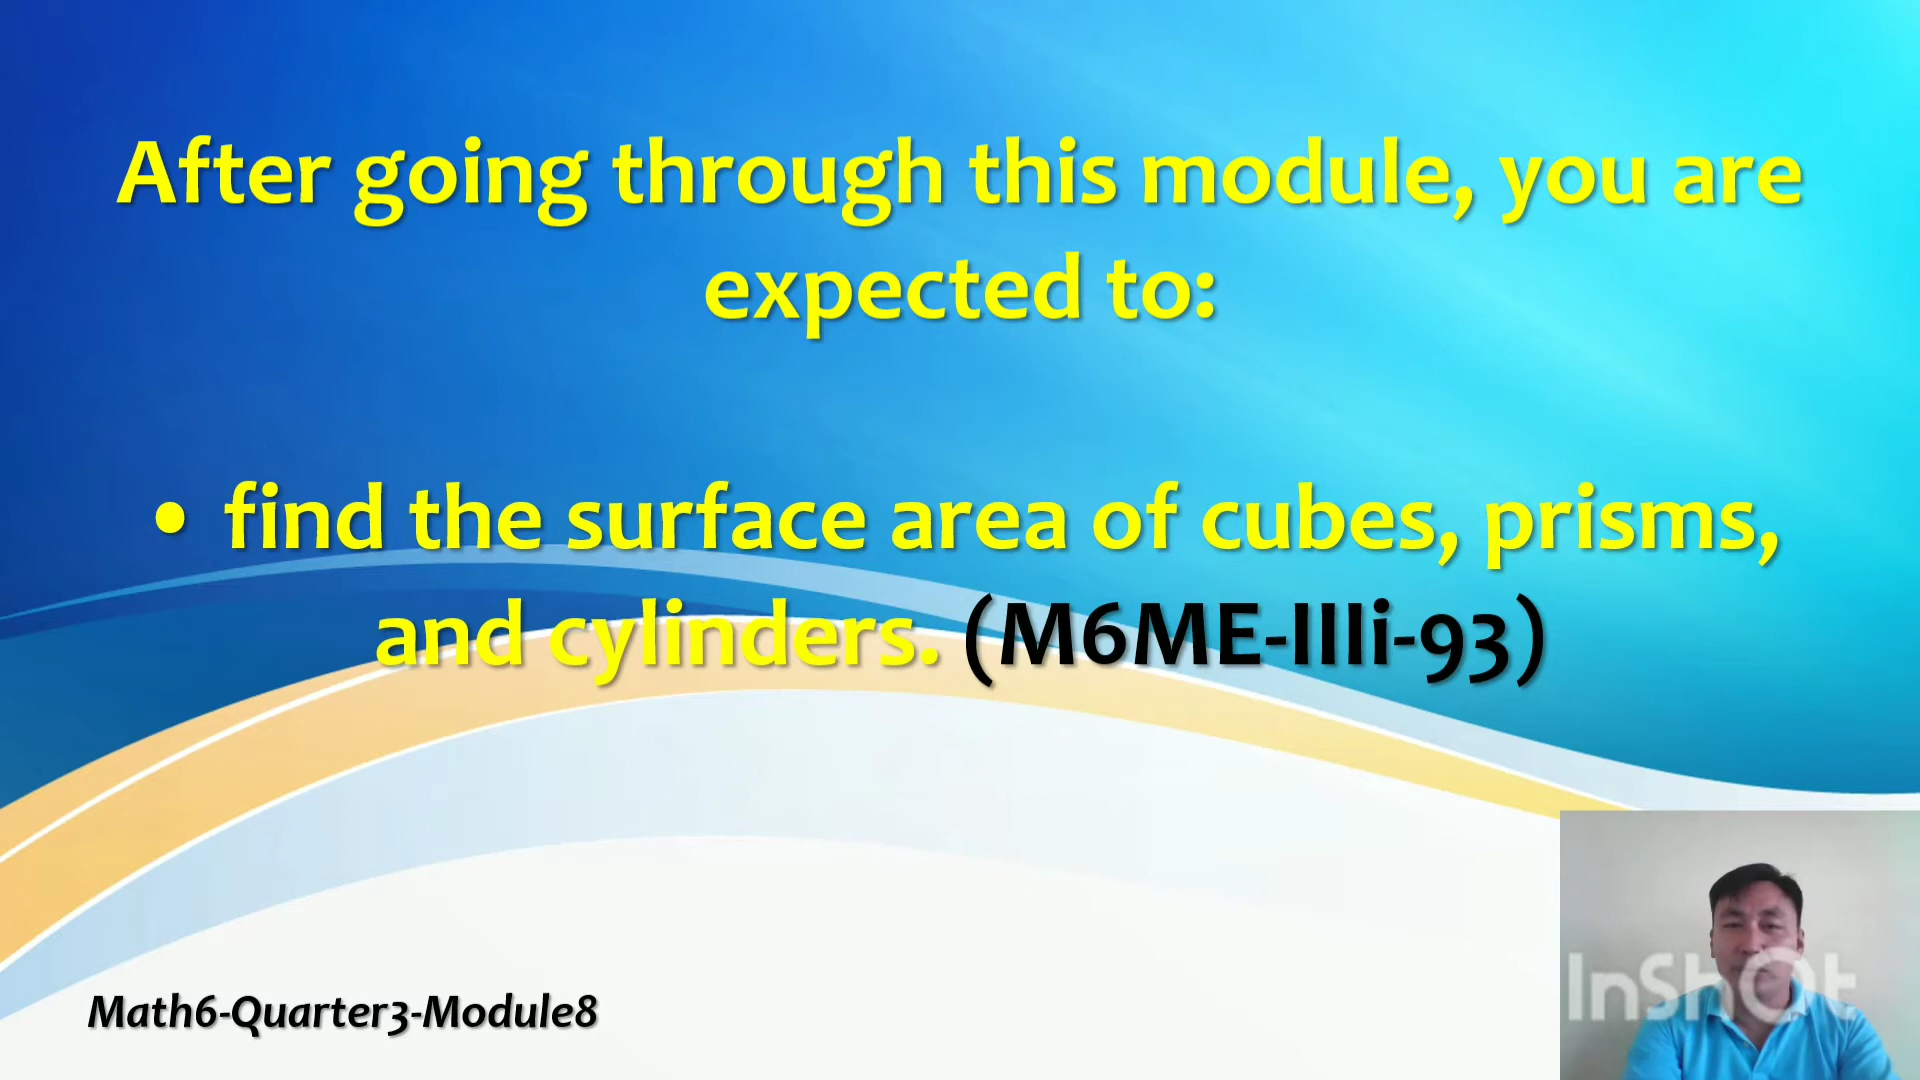 After going through this module, you are
expected to:
• find the surface area of cubes, prisms,
and cylinders. (M6ME-IIIi-93)
Math6-Quarter3-Module8
InShOt